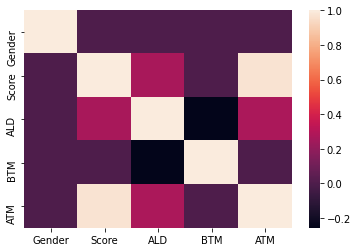 Gender
Score
ALD
BTM
ATM
Gender Score ALD BTM ATM
1.0
0.8
0.6
0.4
0.2
0.0
−0.2